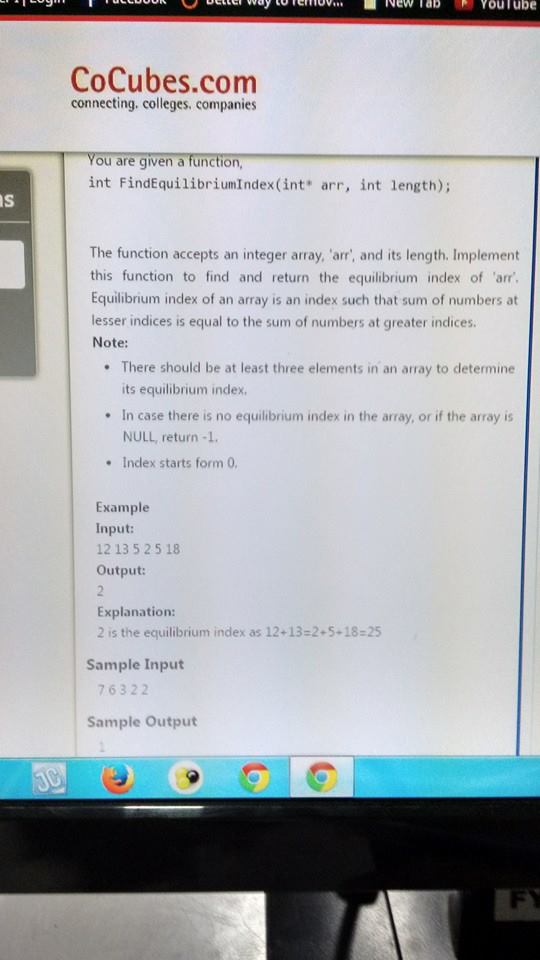 Login
Facebook
Better way to remov...
New Tab
YouTube
CoCubes.com
connecting. colleges. companies
You are given a function,
int FindEquilibriumIndex(int* arr, int length);
The function accepts an integer array, 'arr', and its length. Implement
this function to find and return the equilibrium index of 'arr'.
Equilibrium index of an array is an index such that sum of numbers at
lesser indices is equal to the sum of numbers at greater indices.
Note:
• There should be at least three elements in an array to determine
its equilibrium index.
• In case there is no equilibrium index in the array, or if the array is
NULL, return -1.
• Index starts form 0.
Example
Input:
12 13 5 2 5 18
Output:
2
Explanation:
2 is the equilibrium index as 12+13=2+5+18=25
Sample Input
7 6 3 2 2
Sample Output
1
JC
FY